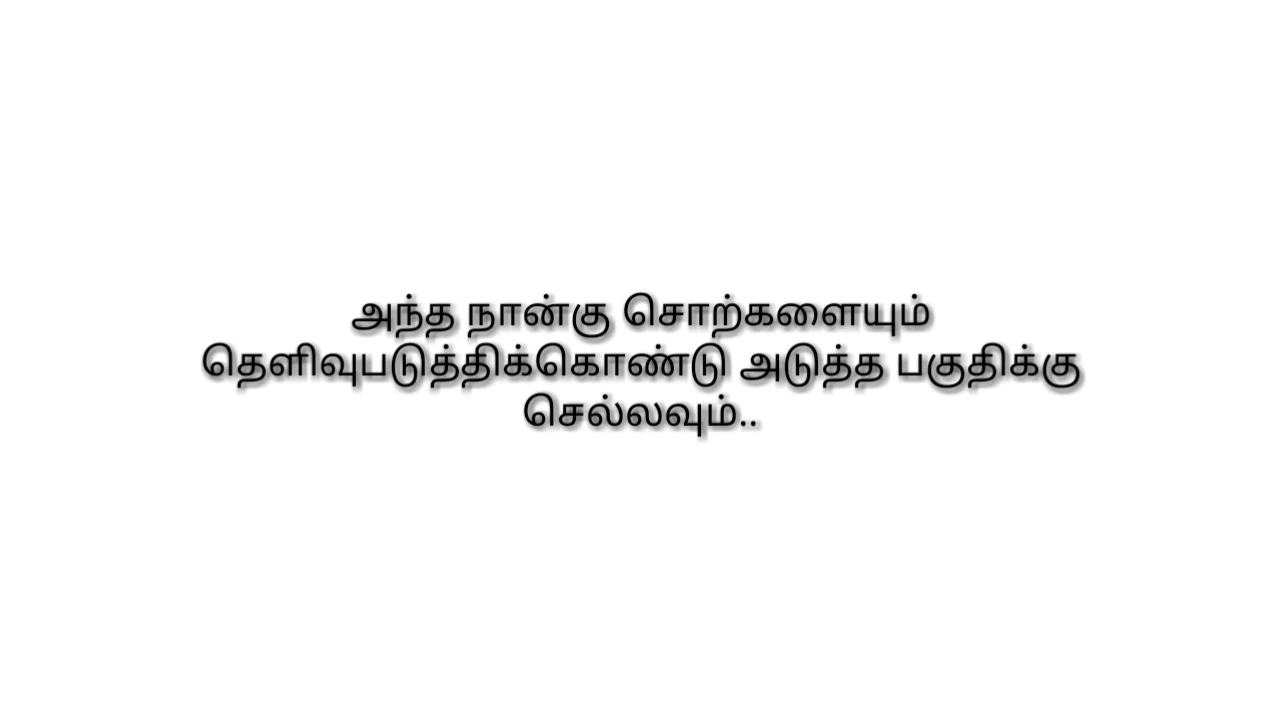 அந்த நான்கு சொற்களையும்
தெளிவுபடுத்திக்கொண்டு அடுத்த பகுதிக்கு
செல்லவும்..